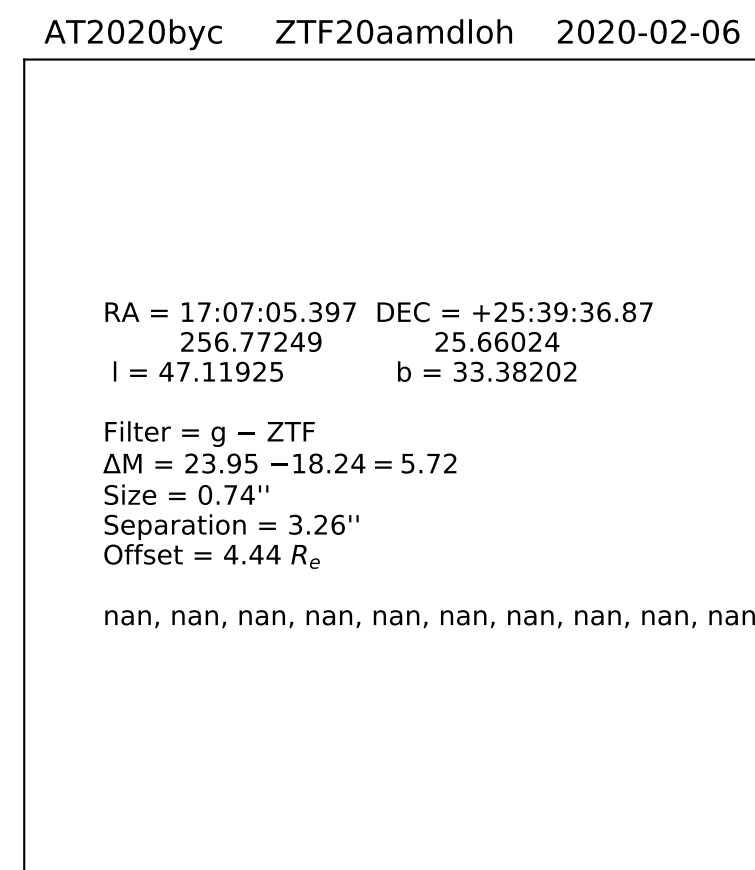 AT2020byc ZTF20aamdloh 2020-02-06
RA = 17:07:05.397 DEC = +25:39:36.87
256.77249 25.66024
l = 47.11925 b = 33.38202
Filter = g − ZTF
ΔM = 23.95 −18.24 = 5.72
Size = 0.74''
Separation = 3.26''
Offset = 4.44 Rₑ
nan, nan, nan, nan, nan, nan, nan, nan, nan, nan